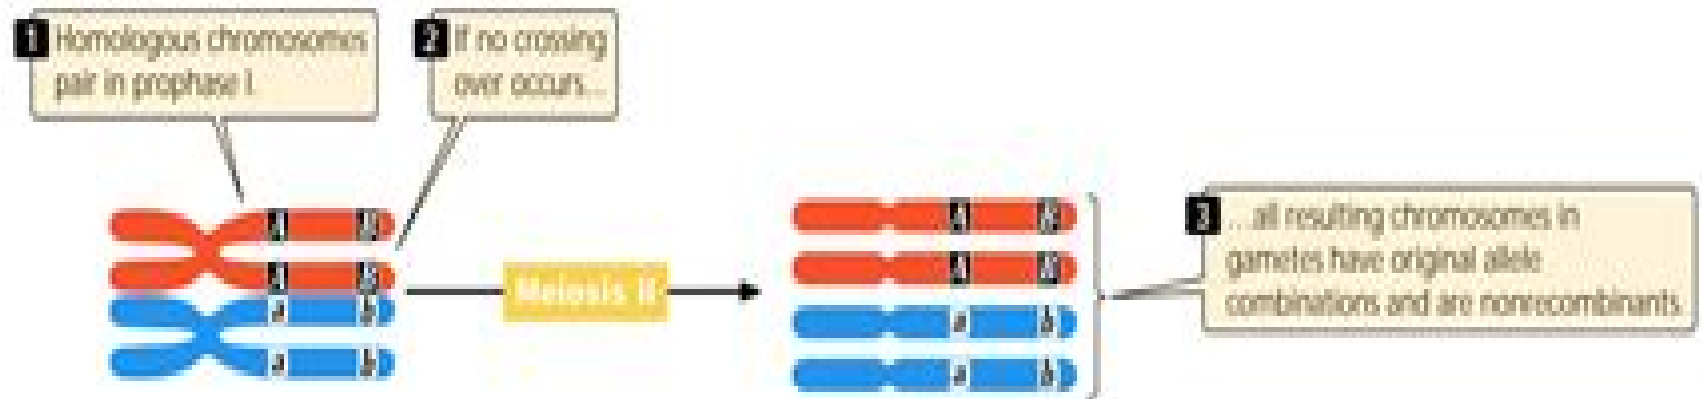 1 Homologous chromosomes
pair in prophase I.
2 If no crossing
over occurs...
A B
A B
a b
a b
Meiosis II
A B
A B
a b
a b
3 ...all resulting chromosomes in
gametes have original allele
combinations and are nonrecombinants